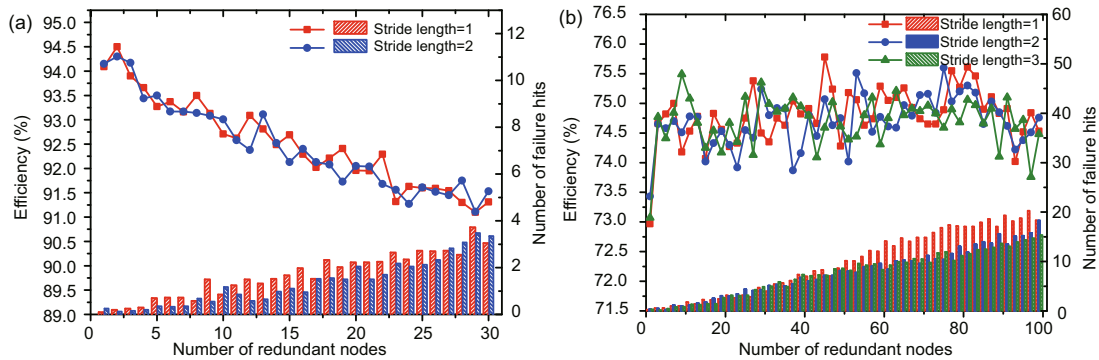 (a)
Stride length=1
Stride length=2
Efficiency (%)
95.0
94.5
94.0
93.5
93.0
92.5
92.0
91.5
91.0
90.5
90.0
89.5
89.0
12
10
8
6
4
2
0
Number of failure hits
0 5 10 15 20 25 30
Number of redundant nodes
(b)
Stride length=1
Stride length=2
Stride length=3
Efficiency (%)
76.5
76.0
75.5
75.0
74.5
74.0
73.5
73.0
72.5
72.0
71.5
60
50
40
30
20
10
0
Number of failure hits
0 20 40 60 80 100
Number of redundant nodes